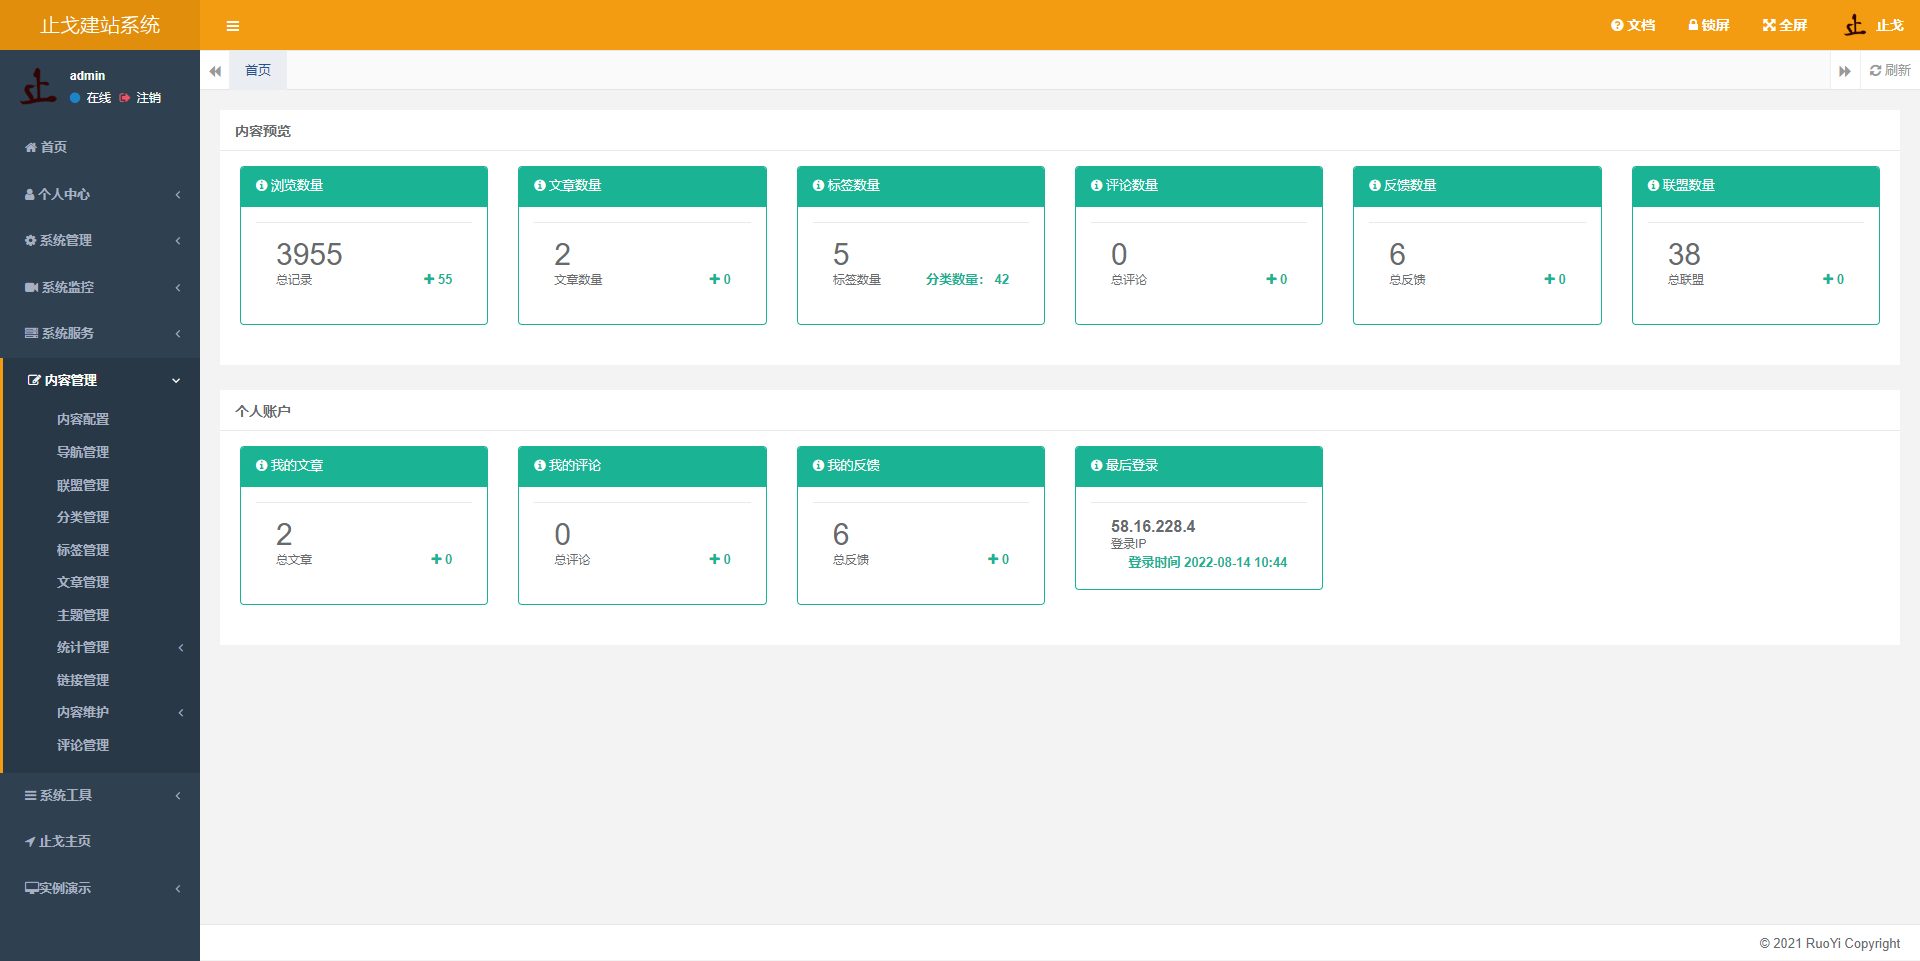 止戈建站系统
文档 锁屏 全屏 止戈
admin
在线 注销
首页
个人中心
系统管理
系统监控
系统服务
内容管理
内容配置
导航管理
联盟管理
分类管理
标签管理
文章管理
主题管理
统计管理
链接管理
内容维护
评论管理
系统工具
止戈主页
实例演示
首页
刷新
内容预览
浏览数量
3955
总记录
55
文章数量
2
文章数量
0
标签数量
5
标签数量
分类数量： 42
评论数量
0
总评论
0
反馈数量
6
总反馈
0
联盟数量
38
总联盟
0
个人账户
我的文章
2
总文章
0
我的评论
0
总评论
0
我的反馈
6
总反馈
0
最后登录
58.16.228.4
登录IP
登录时间 2022-08-14 10:44
© 2021 RuoYi Copyright